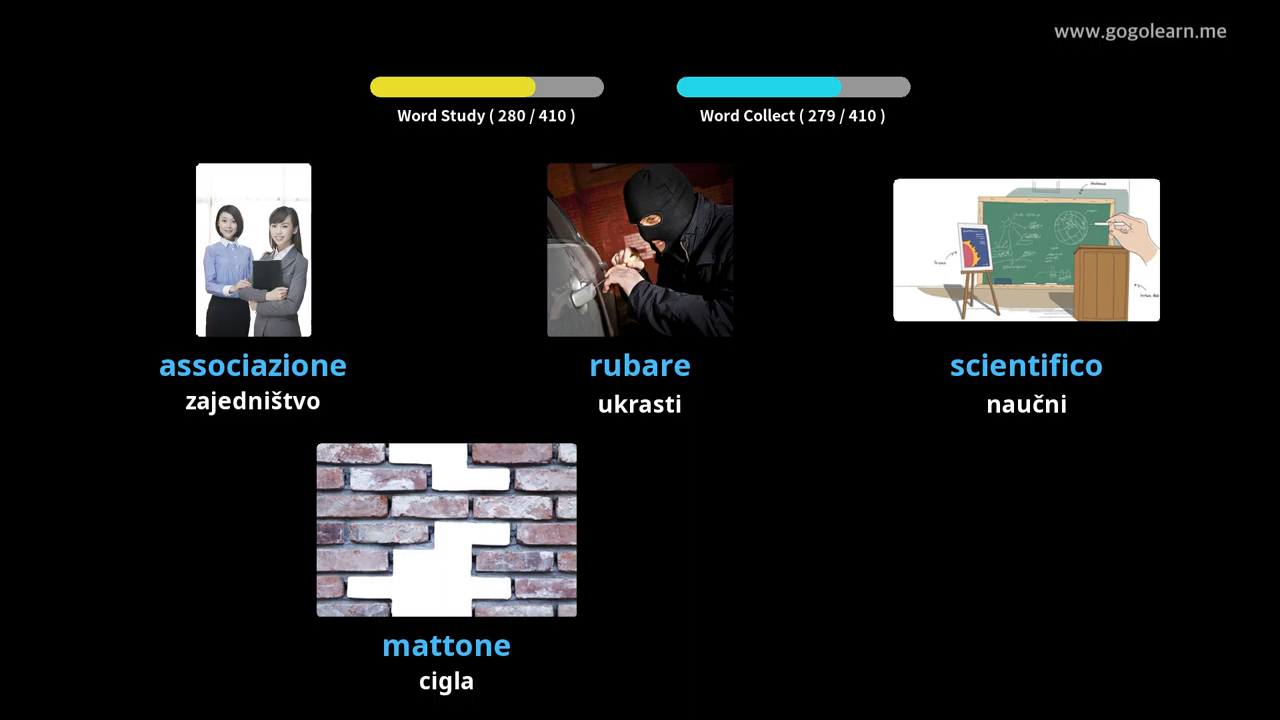 www.gogolearn.me
Word Study ( 280 / 410 )
Word Collect ( 279 / 410 )
associazione
zajedništvo
rubare
ukrasti
scientifico
naučni
mattone
cigla